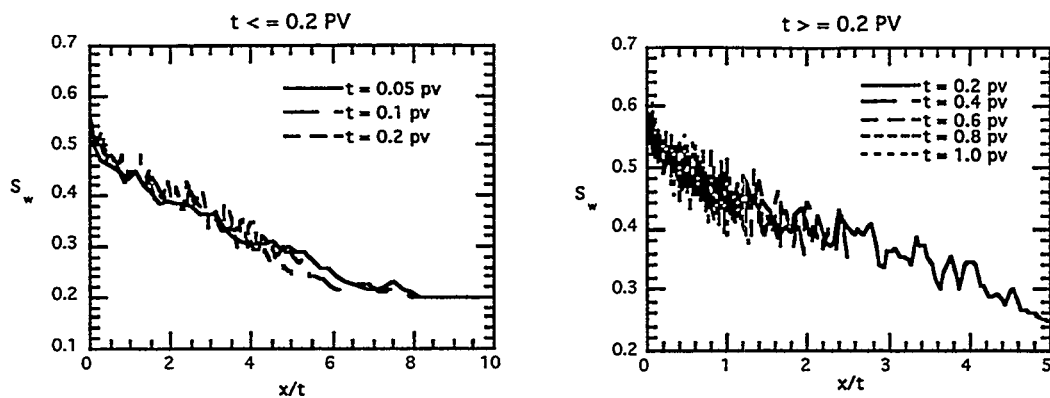 t < = 0.2 PV
0.7
0.6
0.5
0.4
0.3
0.2
0.1
S_w
t = 0.05 pv
t = 0.1 pv
t = 0.2 pv
0 2 4 6 8 10
x/t
t > = 0.2 PV
0.7
0.6
0.5
0.4
0.3
0.2
S_w
t = 0.2 pv
t = 0.4 pv
t = 0.6 pv
t = 0.8 pv
t = 1.0 pv
0 1 2 3 4 5
x/t